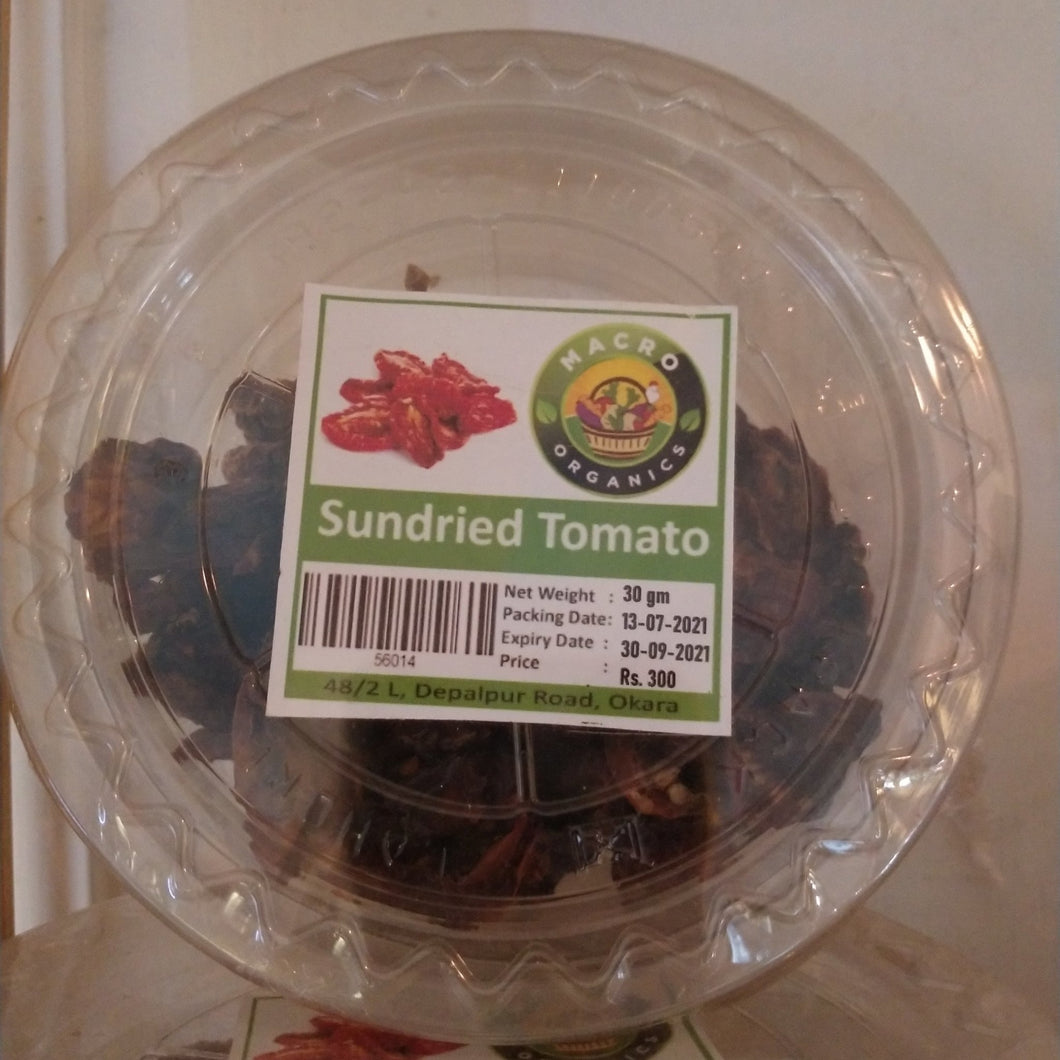 MACRO
ORGANICS
Sundried Tomato
Net Weight : 30 gm
Packing Date: 13-07-2021
Expiry Date : 30-09-2021
Price : Rs. 300
56014
48/2 L, Depalpur Road, Okara